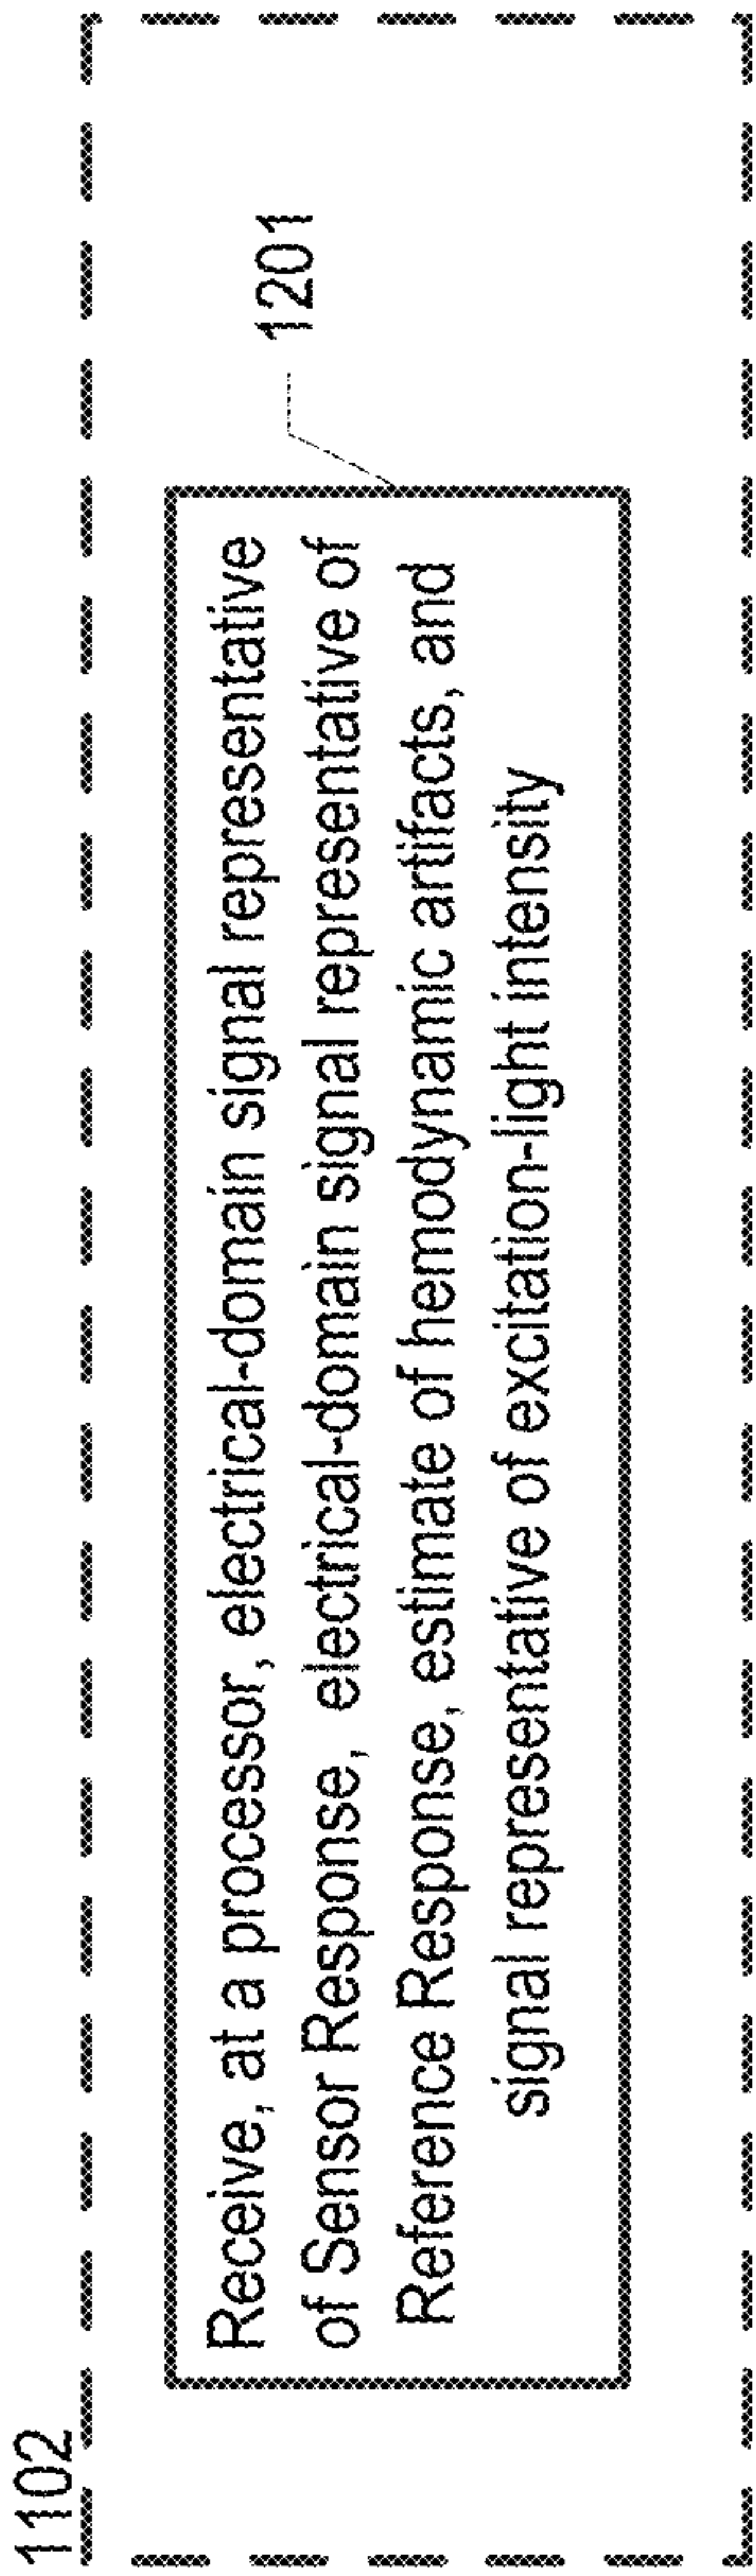 1102
Receive, at a processor, electrical-domain signal representative
of Sensor Response, electrical-domain signal representative of
Reference Response, estimate of hemodynamic artifacts, and
signal representative of excitation-light intensity
1201